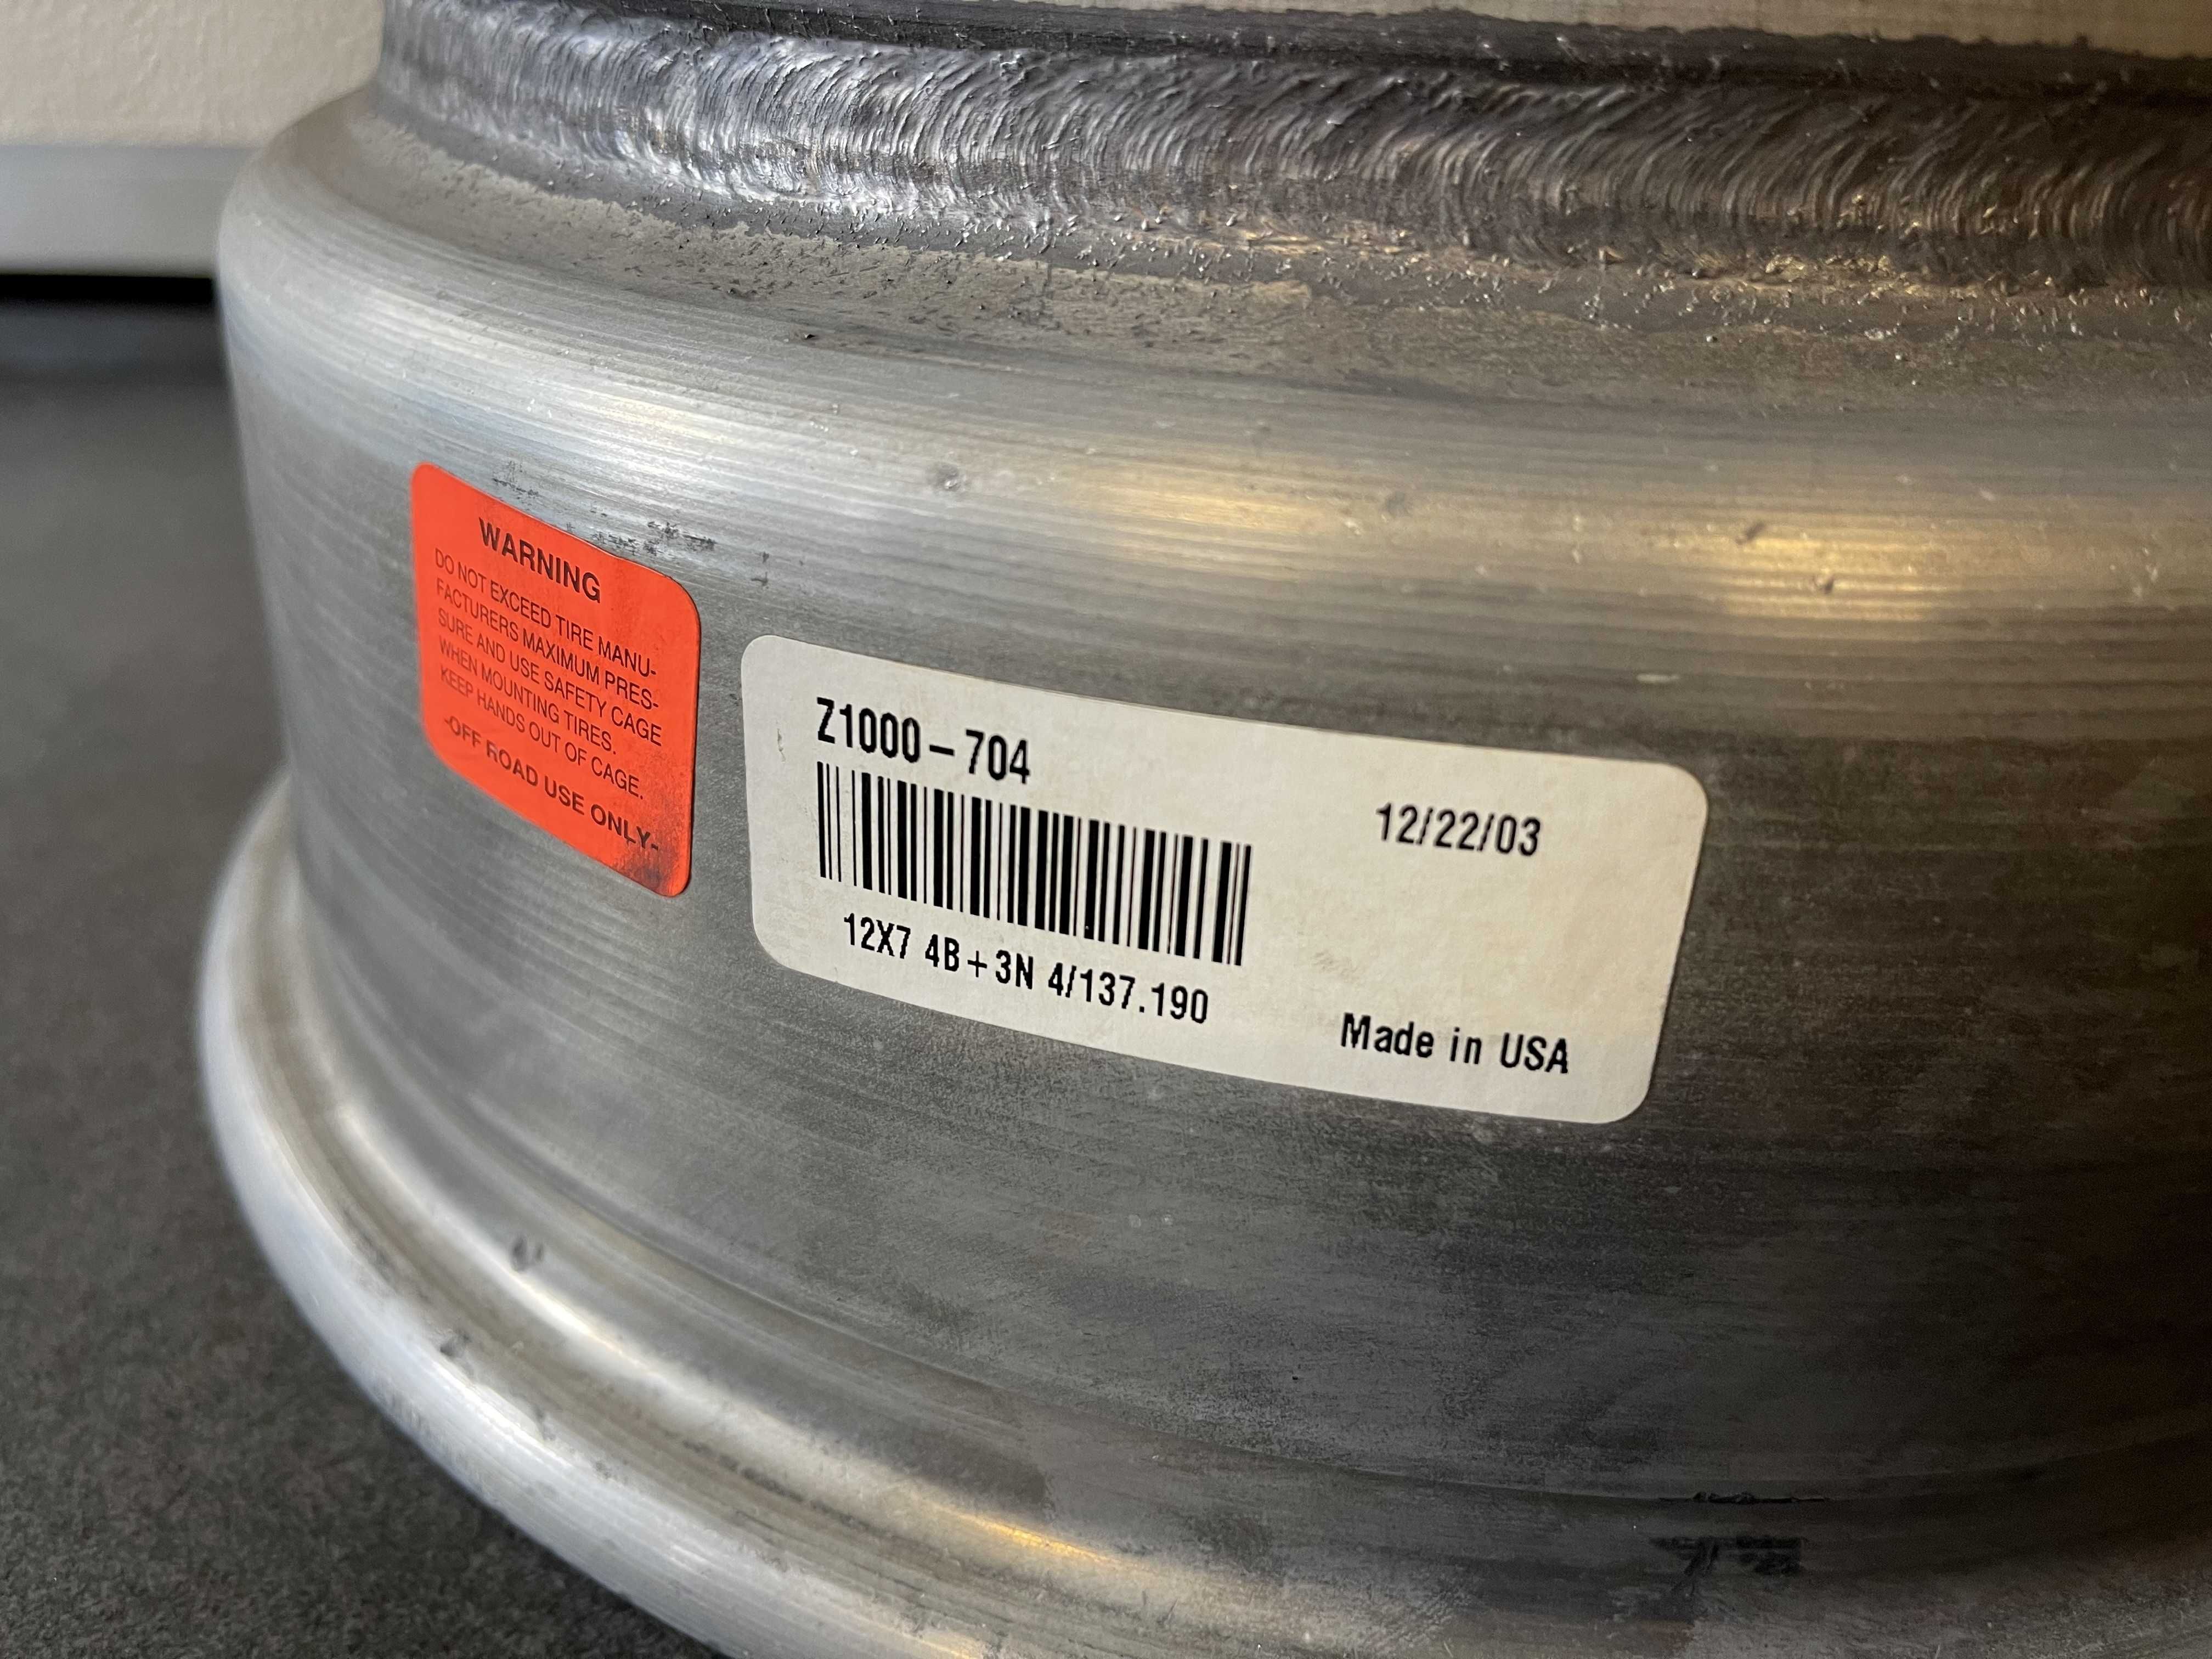 WARNING
DO NOT EXCEED TIRE MANU-
FACTURERS MAXIMUM PRES-
SURE AND USE SAFETY CAGE
WHEN MOUNTING TIRES.
KEEP HANDS OUT OF CAGE.
-OFF ROAD USE ONLY-
Z1000-704
12/22/03
12X7 4B+3N 4/137.190
Made in USA